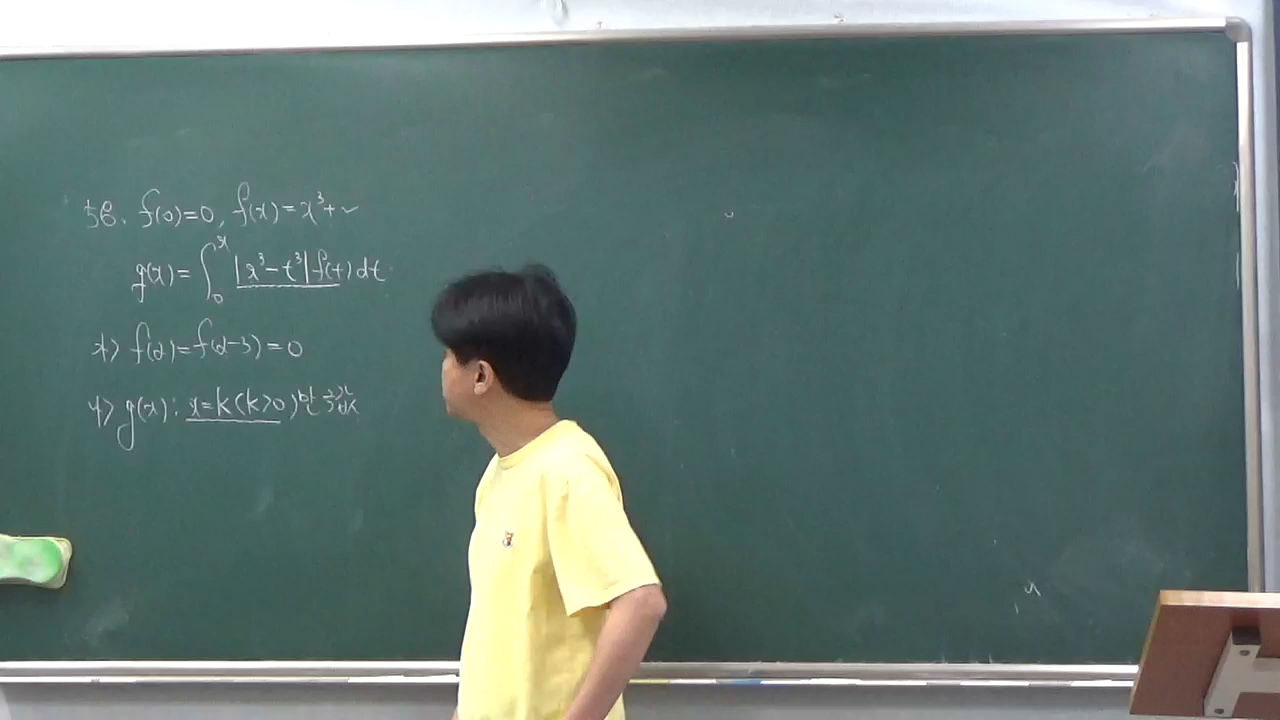 58. f(0)=0, f(x)=x³+~
g(x)=∫₀ˣ |x³-t³|f(t)dt
가> f(α)=f(α-3)=0
나> g(x): x=k(k>0)만 극값